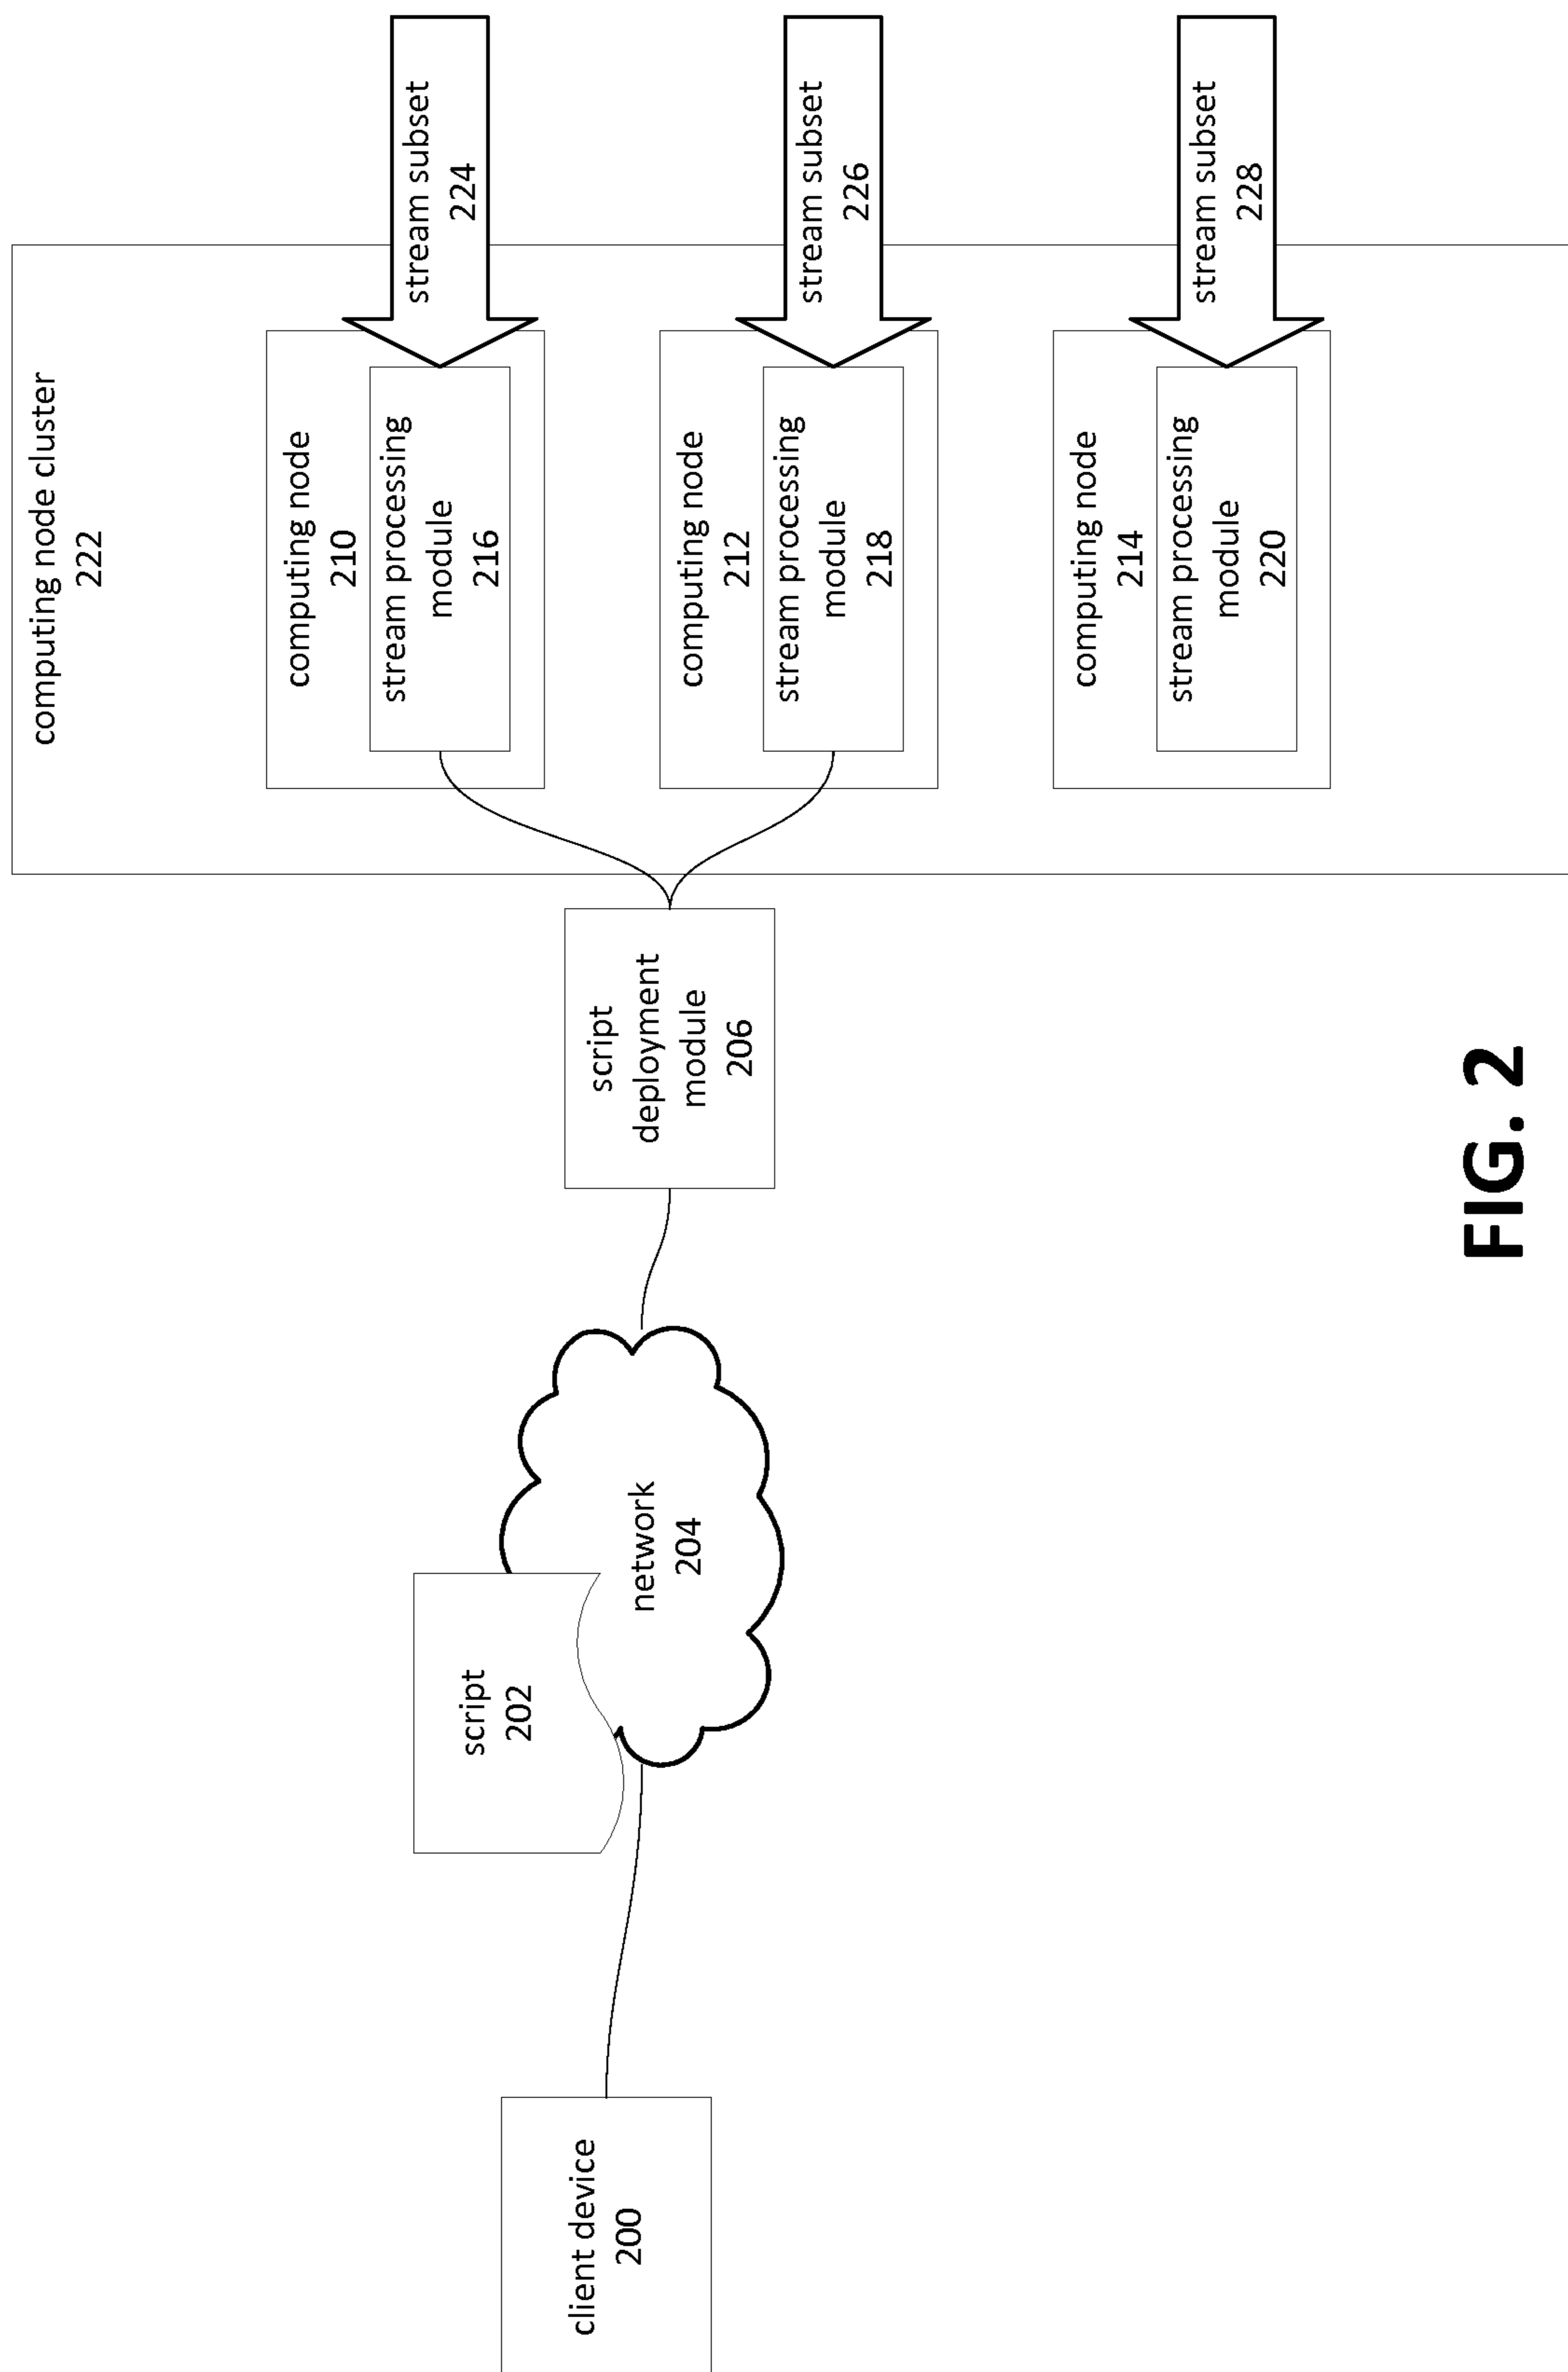 computing node cluster
222
computing node
210
stream processing
module
216
stream subset
224
computing node
212
stream processing
module
218
stream subset
226
computing node
214
stream processing
module
220
stream subset
228
script
deployment
module
206
network
204
script
202
client device
200
FIG. 2